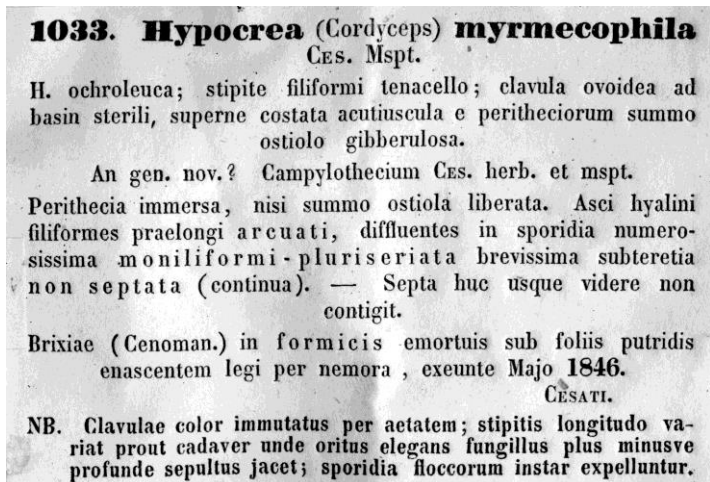 1033. Hypocrea (Cordyceps) myrmecophila
Ces. Mspt.
H. ochroleuca; stipite filiformi tenacello; clavula ovoidea ad
basin sterili, superne costata acutiuscula e peritheciorum summo
ostiolo gibberulosa.
An gen. nov.? Campylothecium Ces. herb. et mspt.
Perithecia immersa, nisi summo ostiola liberata. Asci hyalini
filiformes praelongi arcuati, diffluentes in sporidia numero-
sissima moniliformi-pluriseriata brevissima subteretia
non septata (continua). — Septa huc usque videre non
contigit.
Brixiae (Cenoman.) in formicis emortuis sub foliis putridis
enascentem legi per nemora, exeunte Majo 1846.
Cesati.
NB. Clavulae color immutatus per aetatem; stipitis longitudo va-
riat prout cadaver unde oritus elegans fungillus plus minusve
profunde sepultus jacet; sporidia floccorum instar expelluntur.